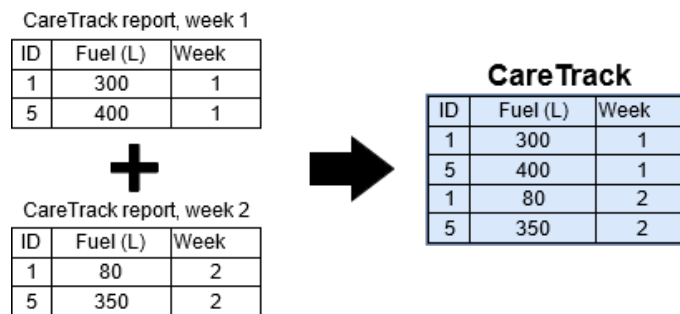 CareTrack report, week 1
ID Fuel (L) Week
1 300 1
5 400 1
CareTrack report, week 2
ID Fuel (L) Week
1 80 2
5 350 2
CareTrack
ID Fuel (L) Week
1 300 1
5 400 1
1 80 2
5 350 2